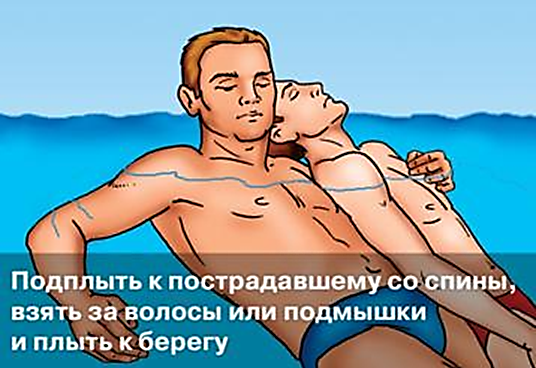 Подплыть к пострадавшему со спины,
взять за волосы или подмышки
и плыть к берегу